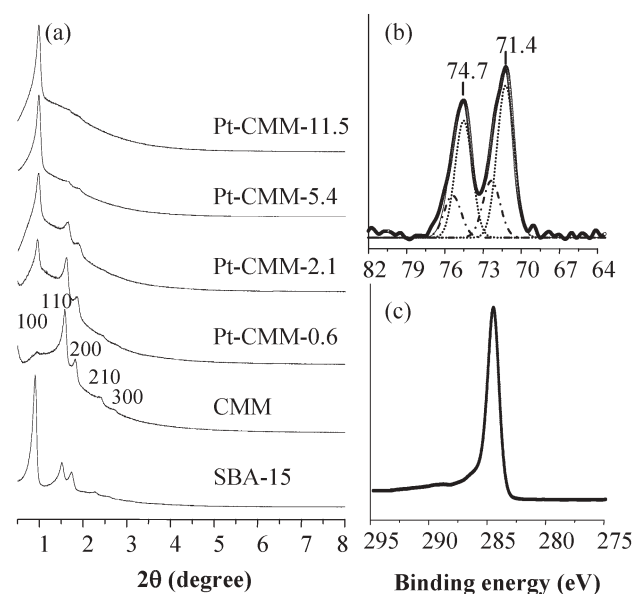 (a)
Pt-CMM-11.5
Pt-CMM-5.4
Pt-CMM-2.1
Pt-CMM-0.6
100
110
200
210
300
CMM
SBA-15
1 2 3 4 5 6 7 8
2θ (degree)
(b)
74.7
71.4
82 79 76 73 70 67 64
(c)
295 290 285 280 275
Binding energy (eV)